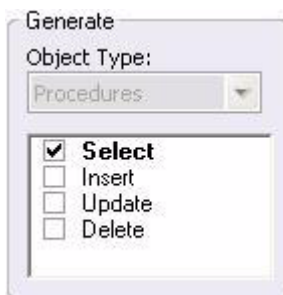 Generate
Object Type:
Procedures
Select
Insert
Update
Delete